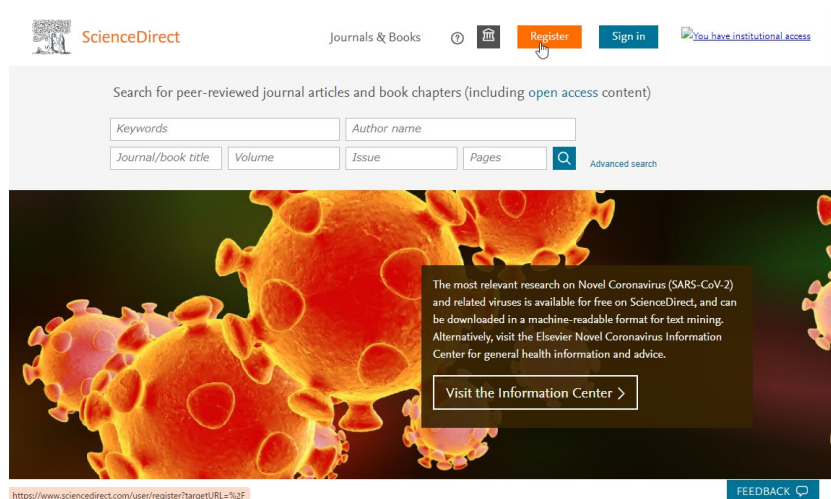 ScienceDirect
Journals & Books
?
Register
Sign in
You have institutional access
Search for peer-reviewed journal articles and book chapters (including open access content)
Keywords
Author name
Journal/book title
Volume
Issue
Pages
Advanced search
The most relevant research on Novel Coronavirus (SARS-CoV-2)
and related viruses is available for free on ScienceDirect, and can
be downloaded in a machine-readable format for text mining.
Alternatively, visit the Elsevier Novel Coronavirus Information
Center for general health information and advice.
Visit the Information Center >
FEEDBACK
https://www.sciencedirect.com/user/register?targetURL=%2F